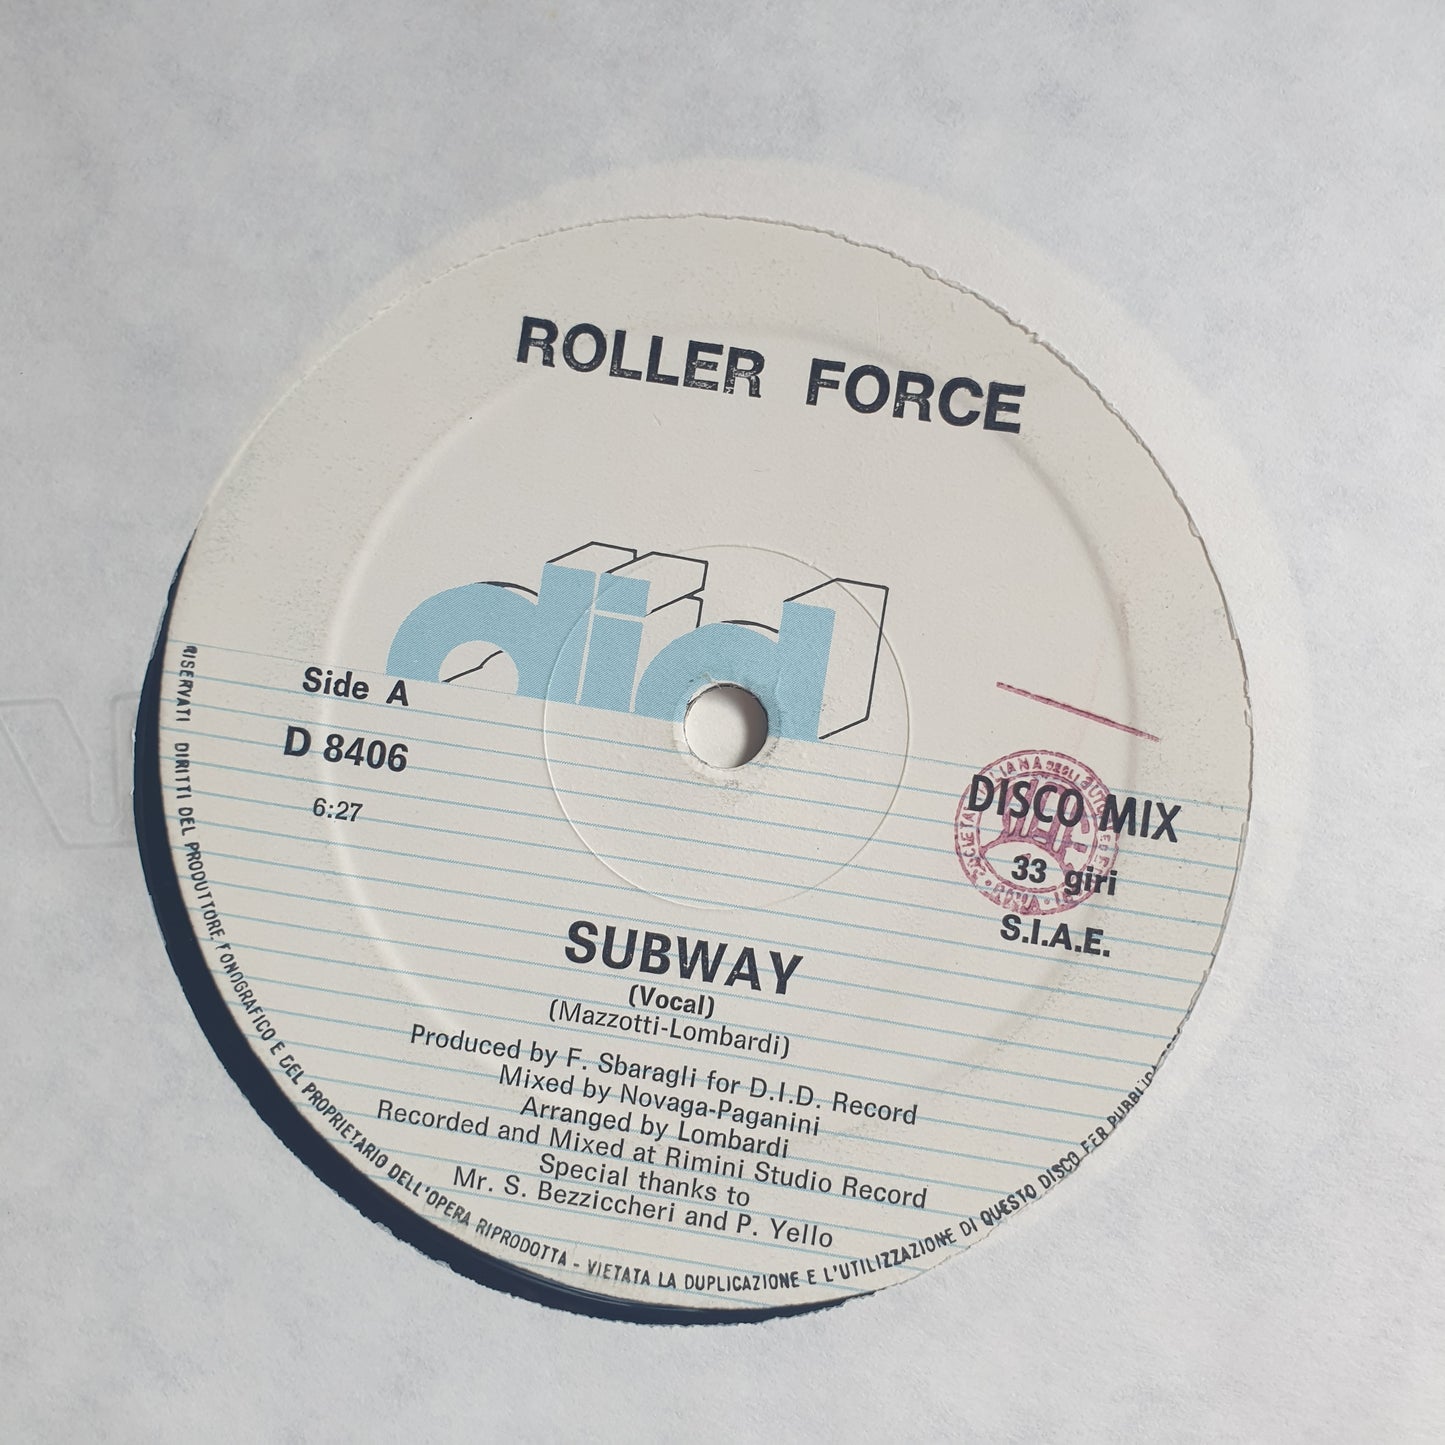 ROLLER FORCE
did
Side A
D 8406
6:27
DISCO MIX
33 giri
S.I.A.E.
SUBWAY
(Vocal)
(Mazzotti-Lombardi)
Produced by F. Sbaragli for D.I.D. Record
Mixed by Novaga-Paganini
Arranged by Lombardi
Recorded and Mixed at Rimini Studio Record
Special thanks to
Mr. S. Bezziccheri and P. Yello
RISERVATI DIRITTI DEL PRODUTTORE FONOGRAFICO E DEL PROPRIETARIO DELL'OPERA RIPRODOTTA - VIETATA LA DUPLICAZIONE E L'UTILIZZAZIONE DI QUESTO DISCO PER